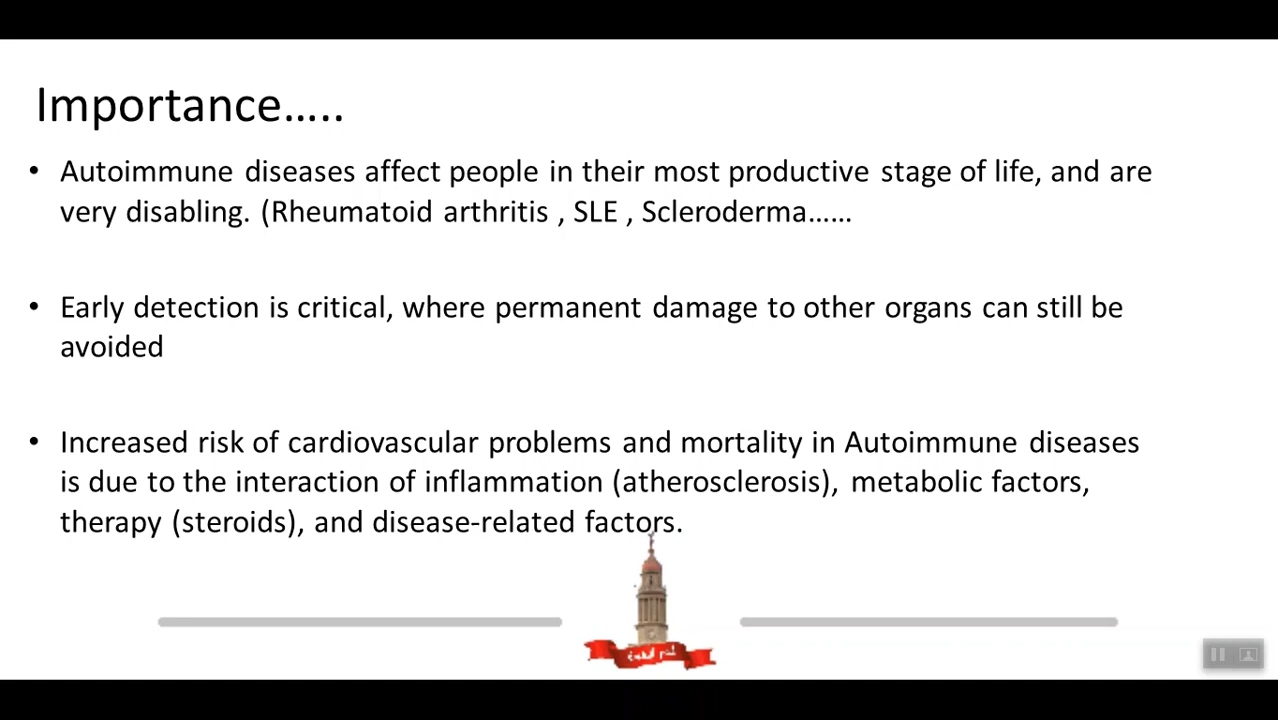 Importance…..
• Autoimmune diseases affect people in their most productive stage of life, and are
very disabling. (Rheumatoid arthritis , SLE , Scleroderma……
• Early detection is critical, where permanent damage to other organs can still be
avoided
• Increased risk of cardiovascular problems and mortality in Autoimmune diseases
is due to the interaction of inflammation (atherosclerosis), metabolic factors,
therapy (steroids), and disease-related factors.